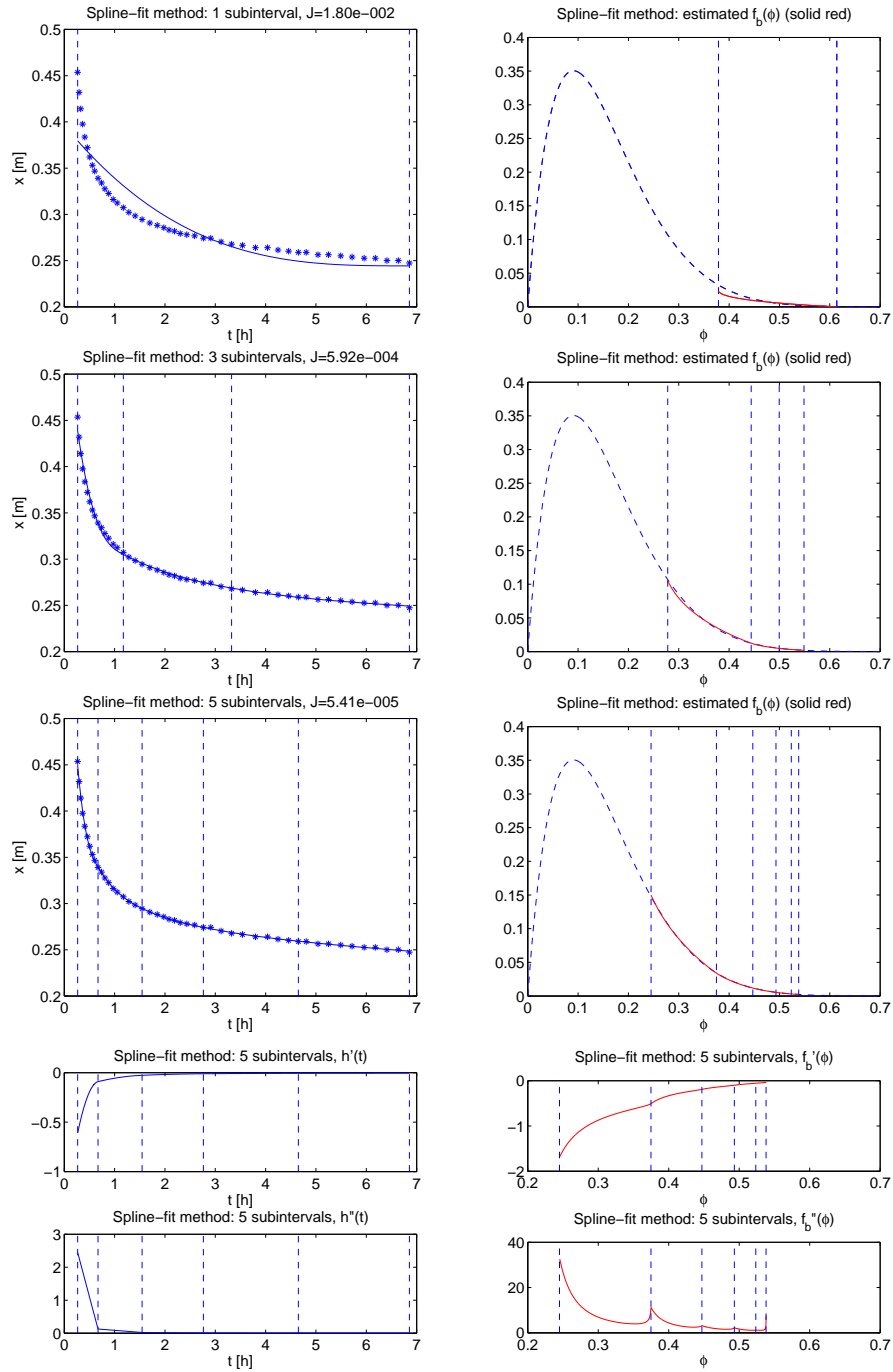 Spline-fit method: 1 subinterval, J=1.80e-002
0.5
0.45
0.4
0.35
0.3
0.25
0.2
x [m]
0 1 2 3 4 5 6 7
t [h]
Spline-fit method: estimated f_b(ϕ) (solid red)
0.4
0.35
0.3
0.25
0.2
0.15
0.1
0.05
0
0 0.1 0.2 0.3 0.4 0.5 0.6 0.7
ϕ
Spline-fit method: 3 subintervals, J=5.92e-004
0.5
0.45
0.4
0.35
0.3
0.25
0.2
x [m]
0 1 2 3 4 5 6 7
t [h]
Spline-fit method: estimated f_b(ϕ) (solid red)
0.4
0.35
0.3
0.25
0.2
0.15
0.1
0.05
0
0 0.1 0.2 0.3 0.4 0.5 0.6 0.7
ϕ
Spline-fit method: 5 subintervals, J=5.41e-005
0.5
0.45
0.4
0.35
0.3
0.25
0.2
x [m]
0 1 2 3 4 5 6 7
t [h]
Spline-fit method: estimated f_b(ϕ) (solid red)
0.4
0.35
0.3
0.25
0.2
0.15
0.1
0.05
0
0 0.1 0.2 0.3 0.4 0.5 0.6 0.7
ϕ
Spline-fit method: 5 subintervals, h'(t)
0
-0.5
-1
0 1 2 3 4 5 6 7
t [h]
Spline-fit method: 5 subintervals, f_b'(ϕ)
0
-1
-2
0.2 0.3 0.4 0.5 0.6 0.7
ϕ
Spline-fit method: 5 subintervals, h''(t)
3
2
1
0
0 1 2 3 4 5 6 7
t [h]
Spline-fit method: 5 subintervals, f_b''(ϕ)
40
20
0
0.2 0.3 0.4 0.5 0.6 0.7
ϕ